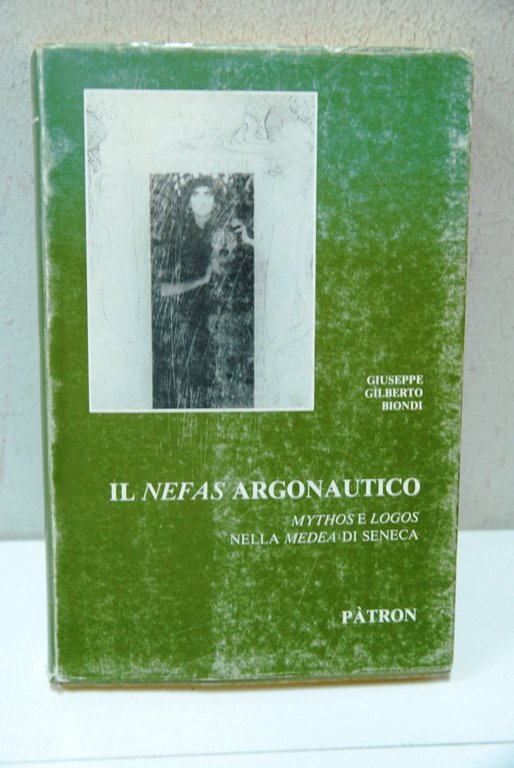 GIUSEPPE
GILBERTO
BIONDI
IL NEFAS ARGONAUTICO
MYTHOS E LOGOS
NELLA MEDEA DI SENECA
PÀTRON